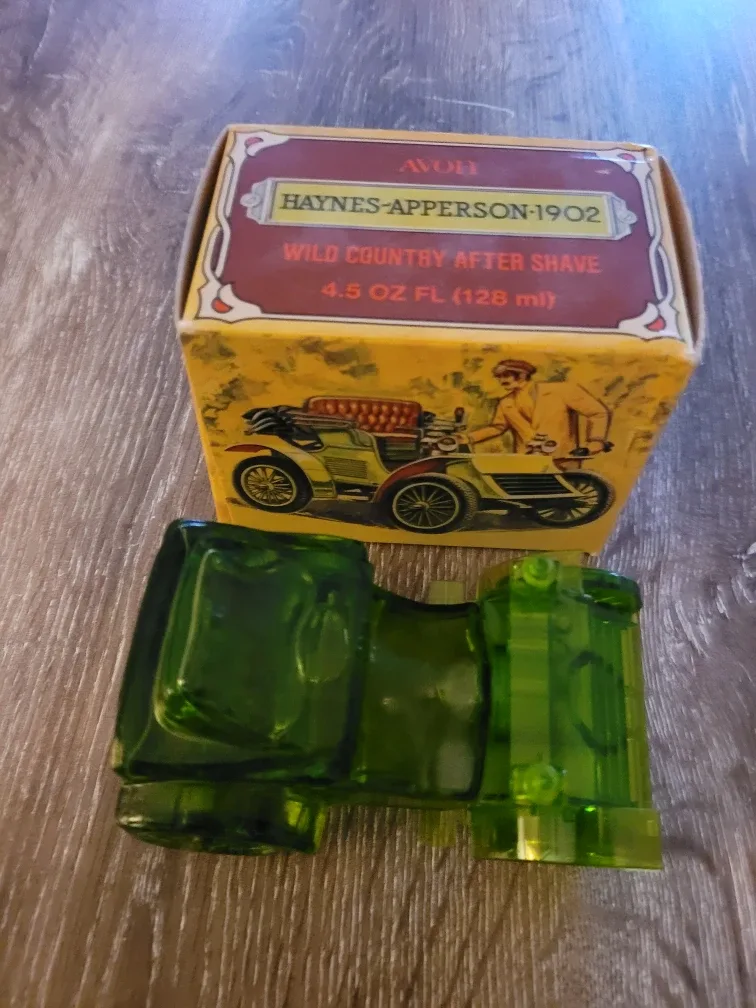 AVON
HAYNES-APPERSON·1902
WILD COUNTRY AFTER SHAVE
4.5 OZ FL (128 ml)